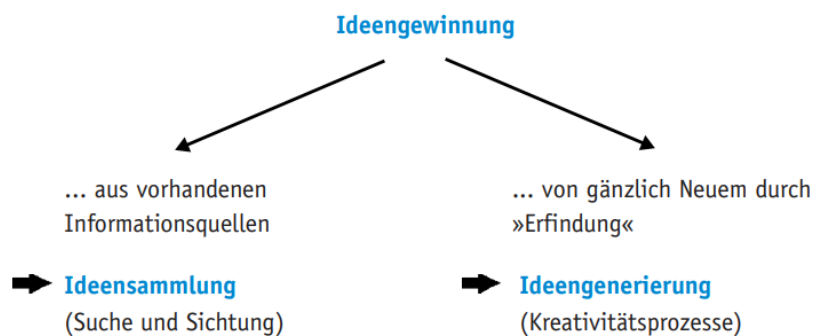 Ideengewinnung
... aus vorhandenen
Informationsquellen
Ideensammlung
(Suche und Sichtung)
... von gänzlich Neuem durch
»Erfindung«
Ideengenerierung
(Kreativitätsprozesse)